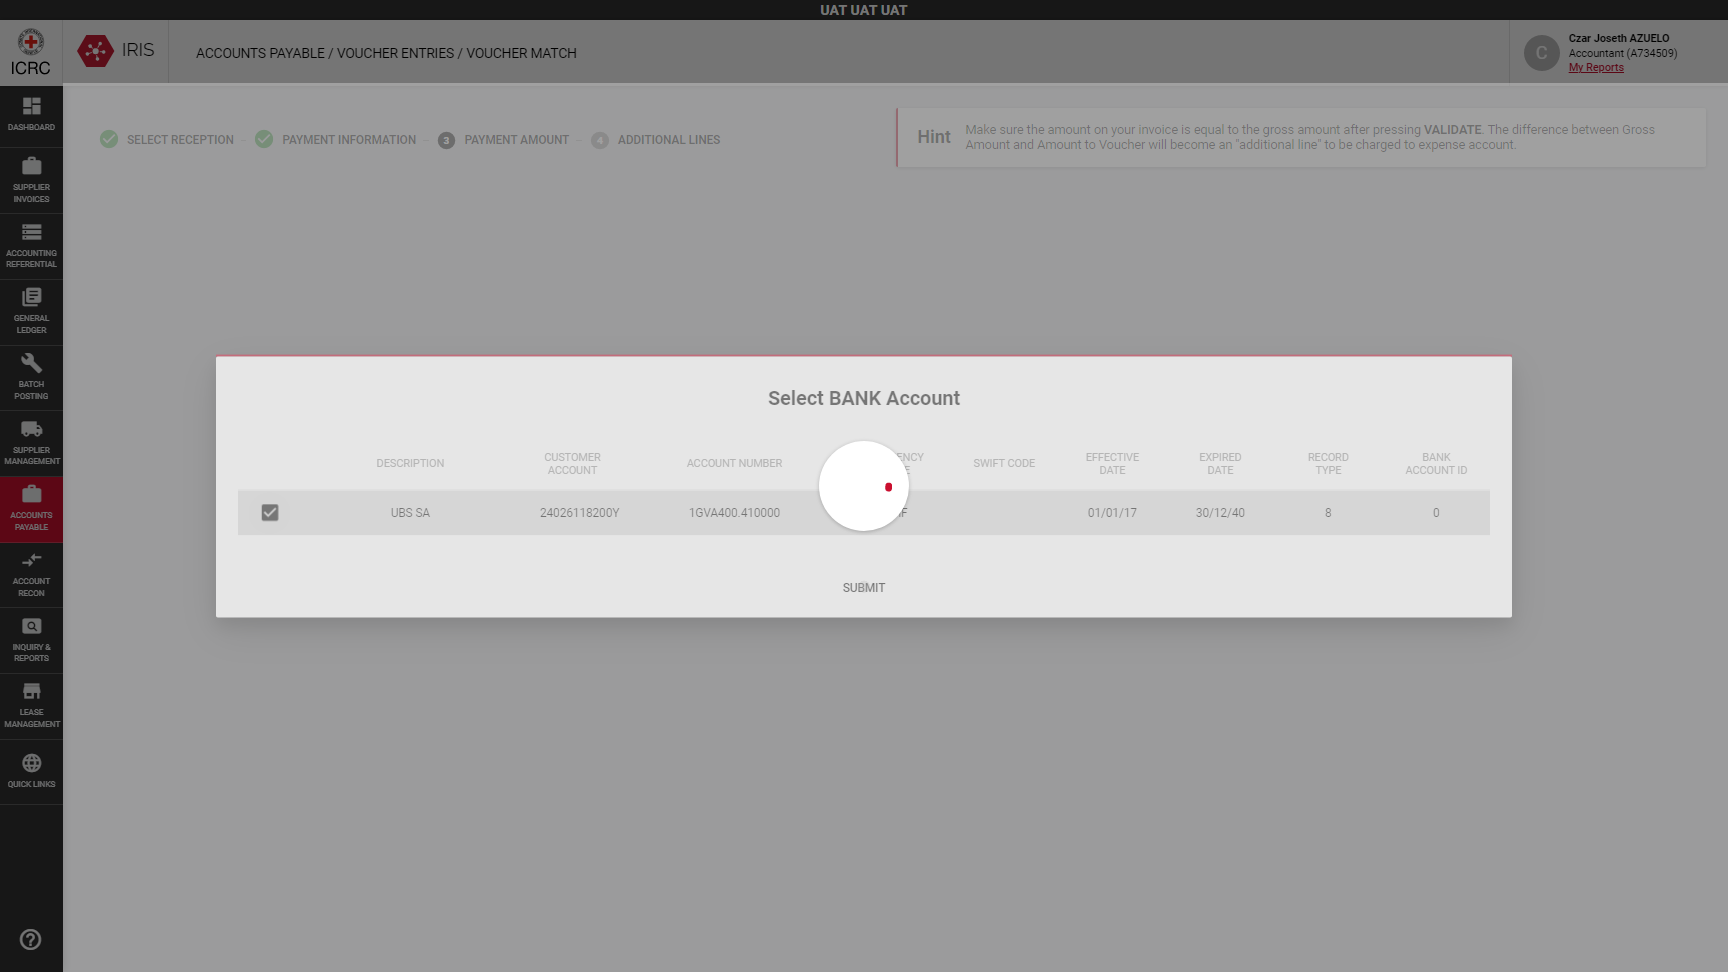 UAT UAT UAT
ICRC
IRIS
ACCOUNTS PAYABLE / VOUCHER ENTRIES / VOUCHER MATCH
C
Czar Joseth AZUELO
Accountant (A734509)
My Reports
DASHBOARD
SUPPLIER
INVOICES
ACCOUNTING
REFERENTIAL
GENERAL
LEDGER
BATCH
POSTING
SUPPLIER
MANAGEMENT
ACCOUNTS
PAYABLE
ACCOUNT
RECON
INQUIRY &
REPORTS
LEASE
MANAGEMENT
QUICK LINKS
SELECT RECEPTION
PAYMENT INFORMATION
3 PAYMENT AMOUNT
4 ADDITIONAL LINES
Hint
Make sure the amount on your invoice is equal to the gross amount after pressing VALIDATE. The difference between Gross
Amount and Amount to Voucher will become an "additional line" to be charged to expense account.
Select BANK Account
DESCRIPTION
CUSTOMER
ACCOUNT
ACCOUNT NUMBER
SWIFT CODE
EFFECTIVE
DATE
EXPIRED
DATE
RECORD
TYPE
BANK
ACCOUNT ID
UBS SA 24026118200Y 1GVA400.410000 01/01/17 30/12/40 8 0
SUBMIT